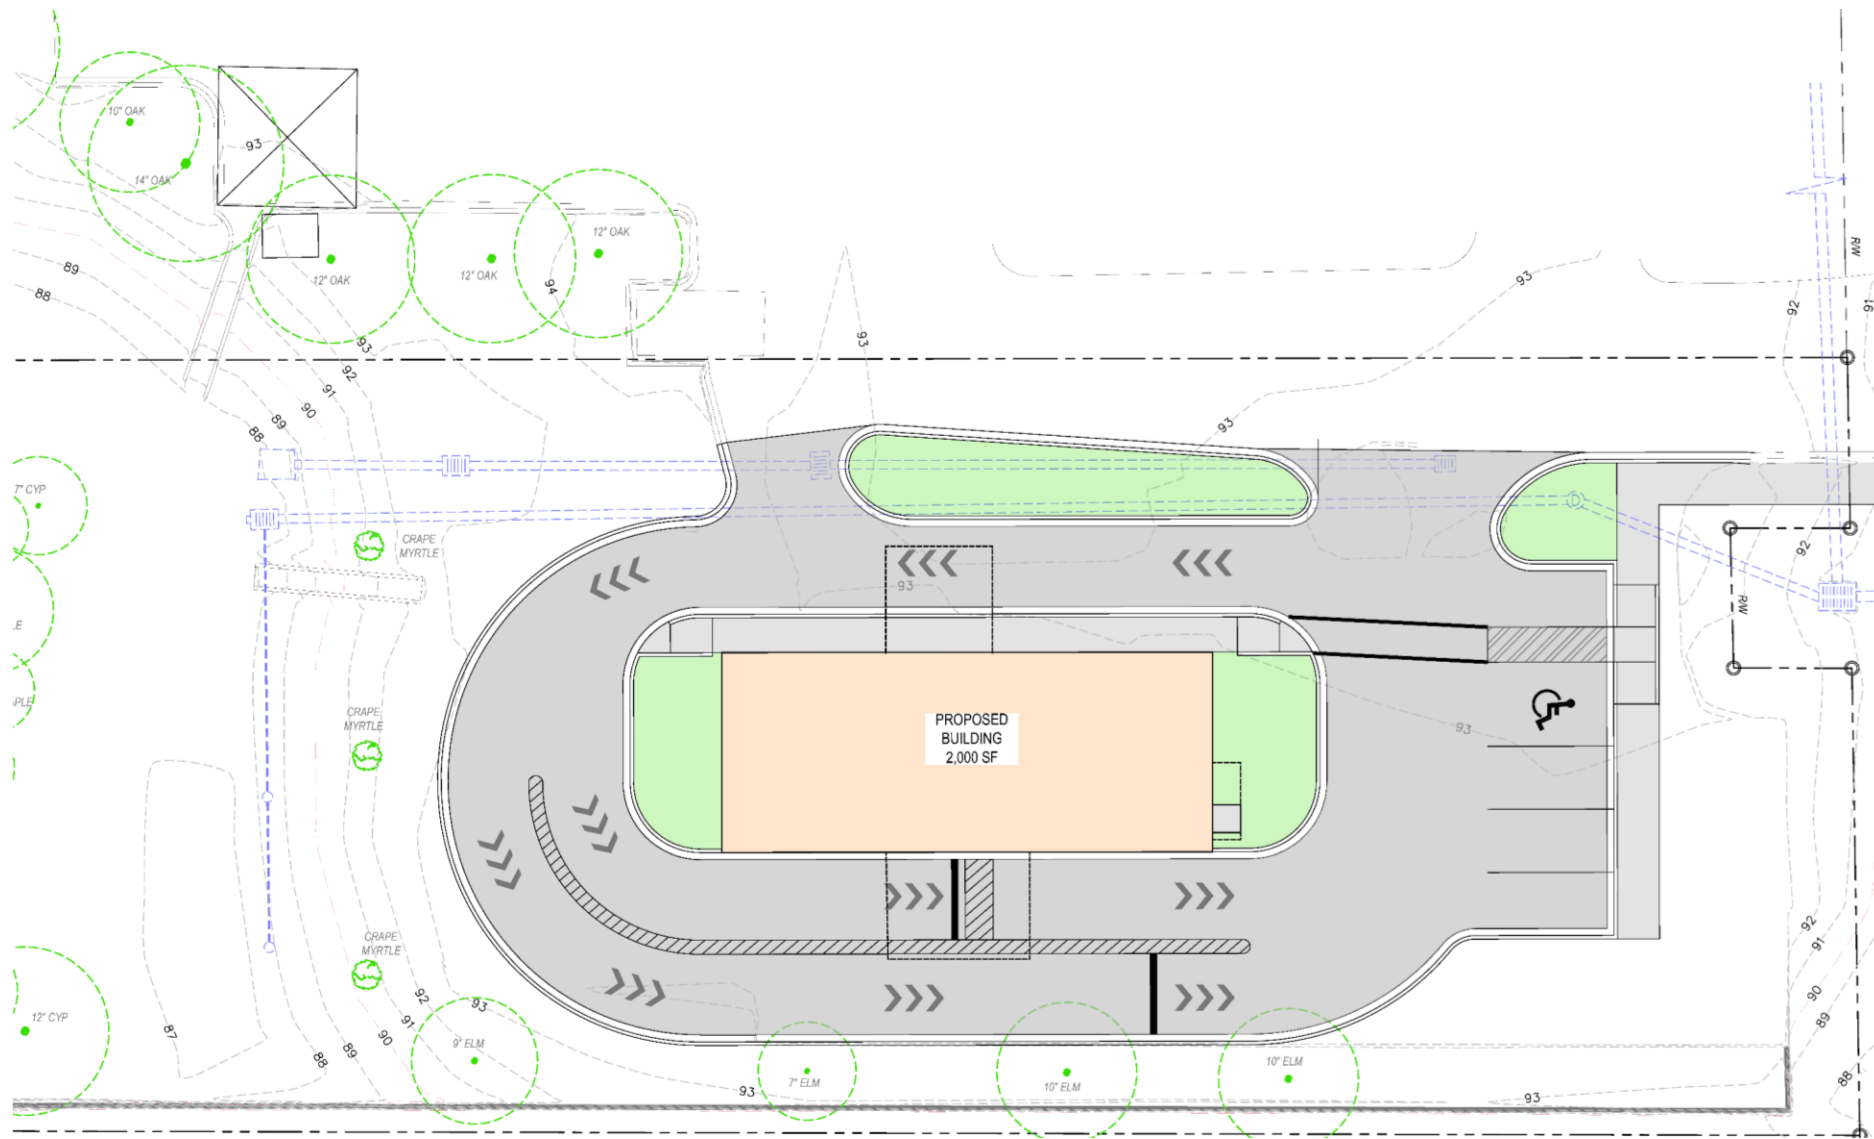 10" OAK
93
14" OAK
12" OAK
12" OAK
12" OAK
R/W
89
88
94
93
92
91
90
89
88
93
93
92
91
93
7" CYP
CRAPE
MYRTLE
93
92
R/W
LE
PLE
CRAPE
MYRTLE
PROPOSED
BUILDING
2,000 SF
93
CRAPE
MYRTLE
92
91
90
89
88
12" CYP
87
88
89
90
91
92
93
9" ELM
7" ELM
10" ELM
10" ELM
93
93